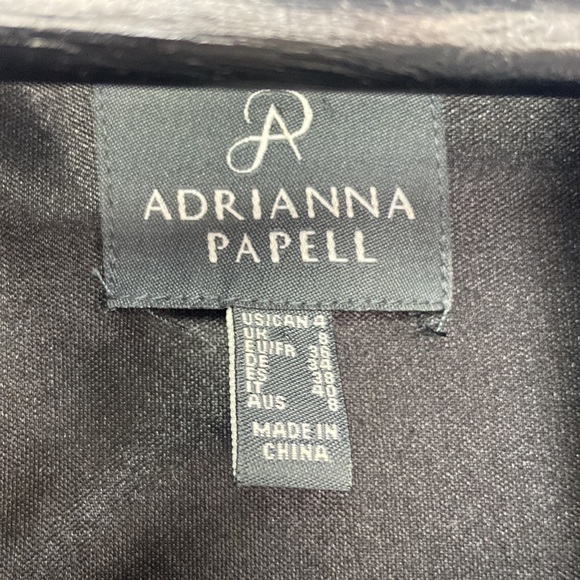 PA
ADRIANNA
PAPELL
US/CAN 4
UK 8
EU/FR 36
DE 34
ES 38
IT 40
AUS 8
MADE IN
CHINA